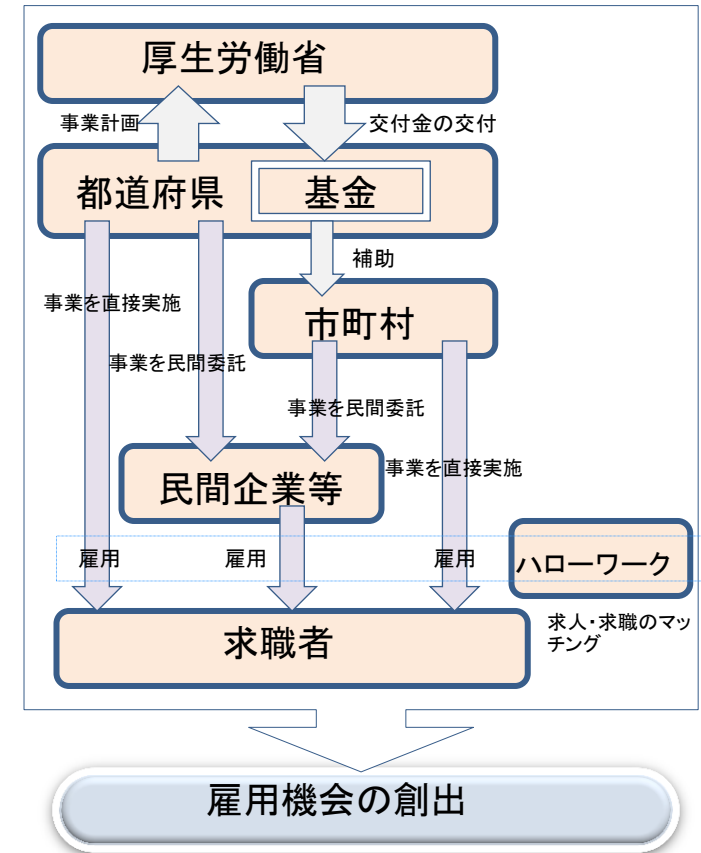 厚生労働省
事業計画
交付金の交付
都道府県
基金
補助
事業を直接実施
市町村
事業を民間委託
事業を民間委託
事業を直接実施
民間企業等
雇用
雇用
雇用
ハローワーク
求職者
求人・求職のマッ
チング
雇用機会の創出